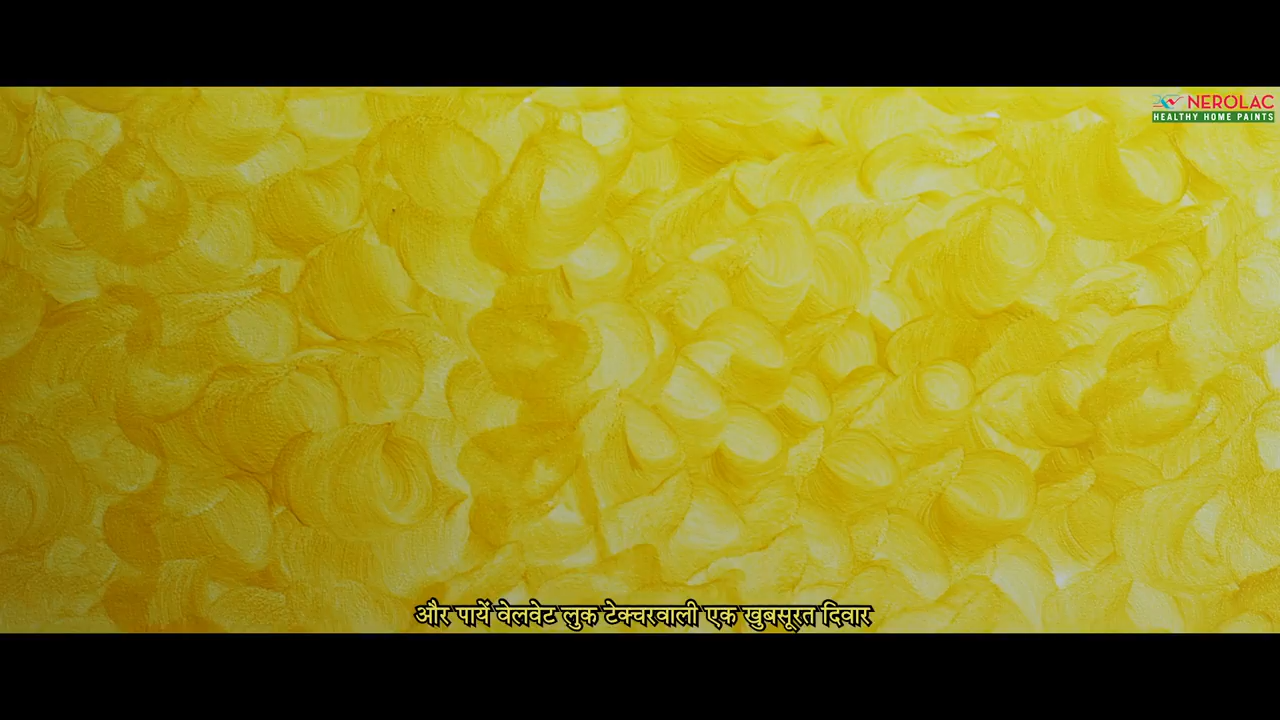 NEROLAC
HEALTHY HOME PAINTS
और पायें वेलवेट लुक टेक्चरवाली एक खुबसूरत दिवार